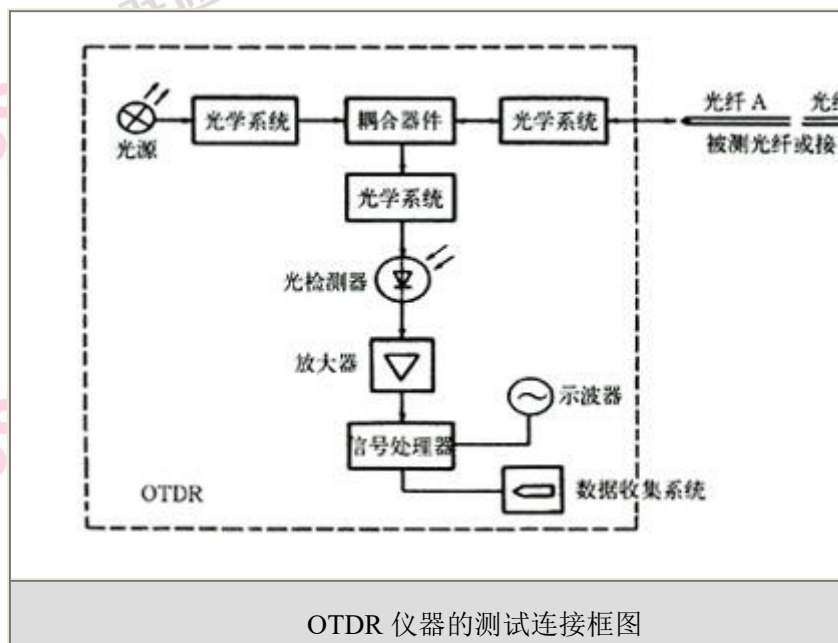 光学系统 耦合器件 光学系统 光纤 A 光
光源 被测光纤或接
光学系统
光检测器
放大器
示波器
信号处理器
OTDR 数据收集系统
OTDR 仪器的测试连接框图